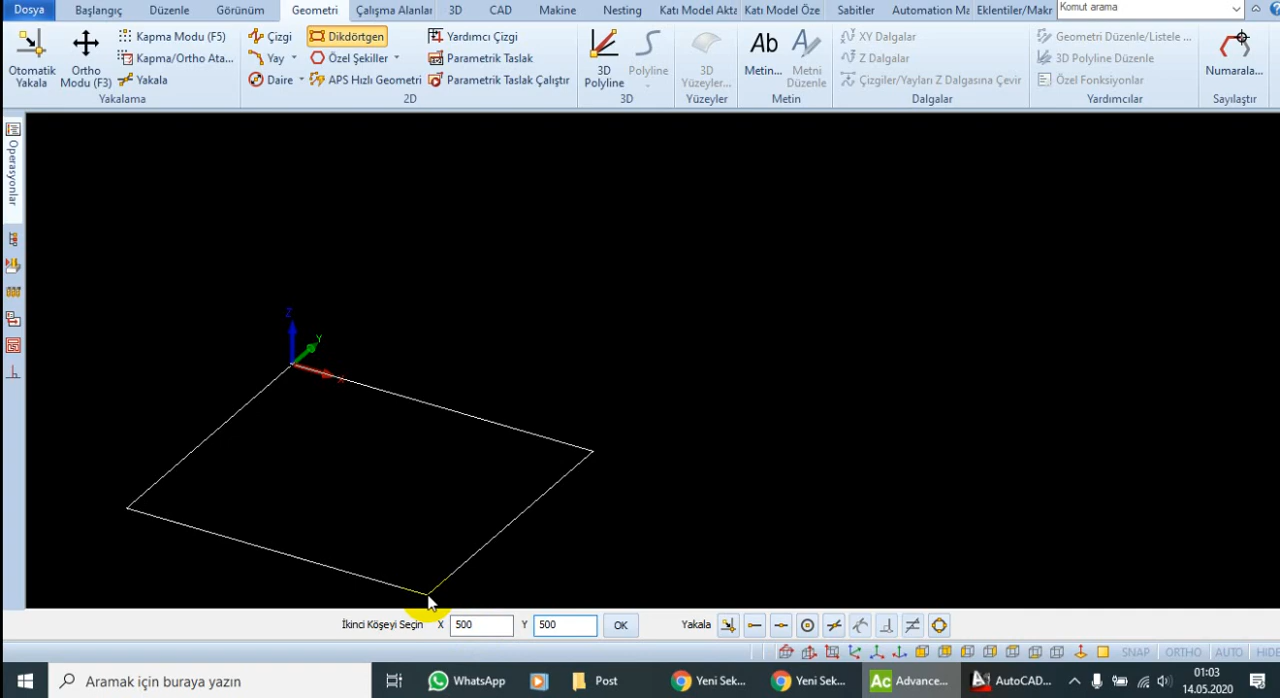 Dosya Başlangıç Düzenle Görünüm Geometri Çalışma Alanlar 3B CAD Makine Nesting Katı Model Akta Katı Model Öze Sabitler Automation Ma Eklentiler/Makr Komut arama
Otomatik Yakala
Ortho Modu (F3)
Kapma Modu (F5)
Kapma/Ortho Ata...
Yakala
Yakalama
Çizgi
Yay
Daire
Dikdörtgen
Özel Şekiller
APS Hızlı Geometri
Yardımcı Çizgi
Parametrik Taslak
Parametrik Taslak Çalıştır
2D
3D Polyline
Polyline
3D
3D Yüzeyler...
Yüzeyler
Metin...
Metni Düzenle
Metin
XY Dalgalar
Z Dalgalar
Çizgiler/Yayları Z Dalgasına Çevir
Dalgalar
Geometri Düzenle/Listele ...
3D Polyline Düzenle
Özel Fonksiyonlar
Yardımcılar
Numarala...
Sayılaştır
Operasyonlar
Z
Y
X
İkinci Köşeyi Seçin X 500 Y 500 OK Yakala
SNAP ORTHO AUTO HIDE
Aramak için buraya yazın
WhatsApp
Post
Yeni Sek...
Yeni Sek...
Ac Advance...
AutoCAD...
01:03
14.05.2020